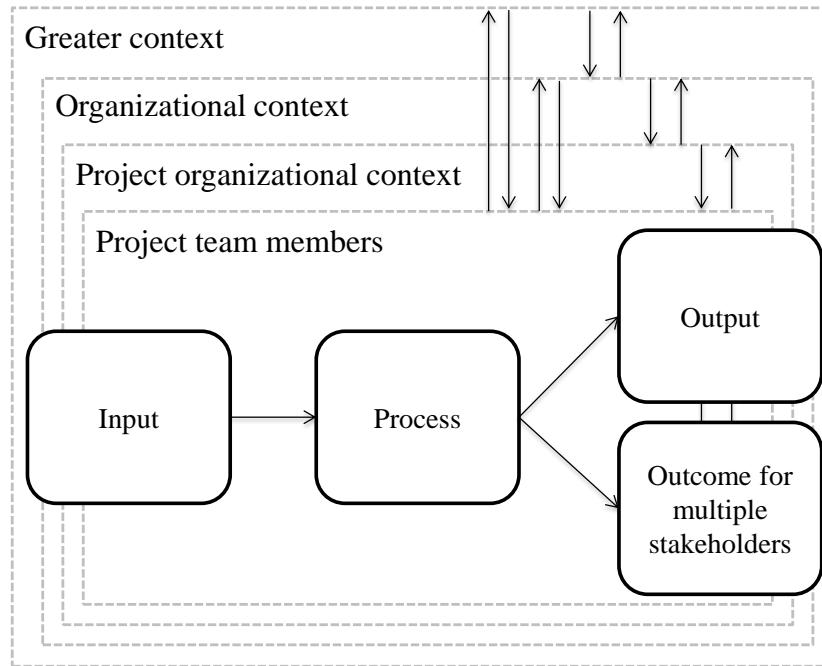 Greater context
Organizational context
Project organizational context
Project team members
Input
Process
Output
Outcome for
multiple
stakeholders